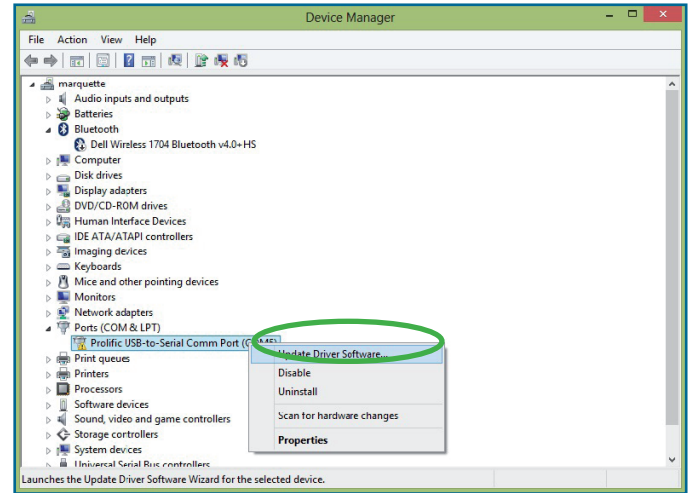 Device Manager
File Action View Help
marquette
Audio inputs and outputs
Batteries
Bluetooth
Dell Wireless 1704 Bluetooth v4.0+HS
Computer
Disk drives
Display adapters
DVD/CD-ROM drives
Human Interface Devices
IDE ATA/ATAPI controllers
Imaging devices
Keyboards
Mice and other pointing devices
Monitors
Network adapters
Ports (COM & LPT)
Prolific USB-to-Serial Comm Port
Update Driver Software...
Print queues
Disable
Printers
Processors
Uninstall
Software devices
Sound, video and game controllers
Scan for hardware changes
Storage controllers
Properties
System devices
Universal Serial Bus controllers
Launches the Update Driver Software Wizard for the selected device.